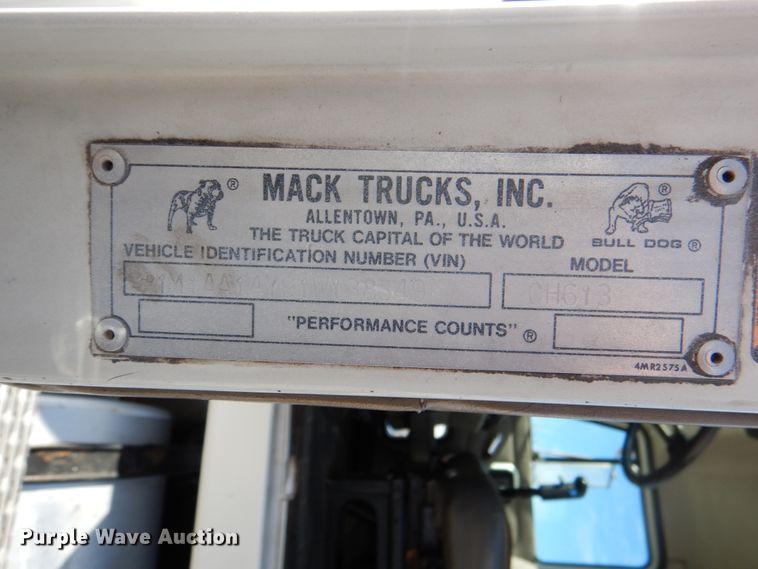 MACK TRUCKS, INC.
ALLENTOWN, PA., U.S.A.
THE TRUCK CAPITAL OF THE WORLD
BULL DOG ®
VEHICLE IDENTIFICATION NUMBER (VIN)
MODEL
CH613
"PERFORMANCE COUNTS" ®
4MR2575A
Purple Wave Auction